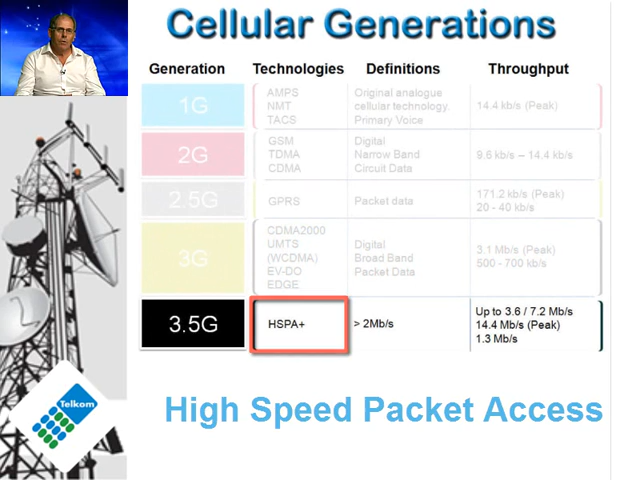 Cellular Generations
Generation Technologies Definitions Throughput
1G
AMPS
NMT
TACS
Original analogue
cellular technology.
Primary Voice
14.4 kb/s (Peak)
2G
GSM
TDMA
CDMA
Digital
Narrow Band
Circuit Data
9.6 kb/s – 14.4 kb/s
2.5G
GPRS
Packet data
171.2 kb/s (Peak)
20 - 40 kb/s
3G
CDMA2000
UMTS
(WCDMA)
EV-DO
EDGE
Digital
Broad Band
Packet Data
3.1 Mb/s (Peak)
500 - 700 kb/s
3.5G
HSPA+
> 2Mb/s
Up to 3.6 / 7.2 Mb/s
14.4 Mb/s (Peak)
1.3 Mb/s
Telkom
High Speed Packet Access